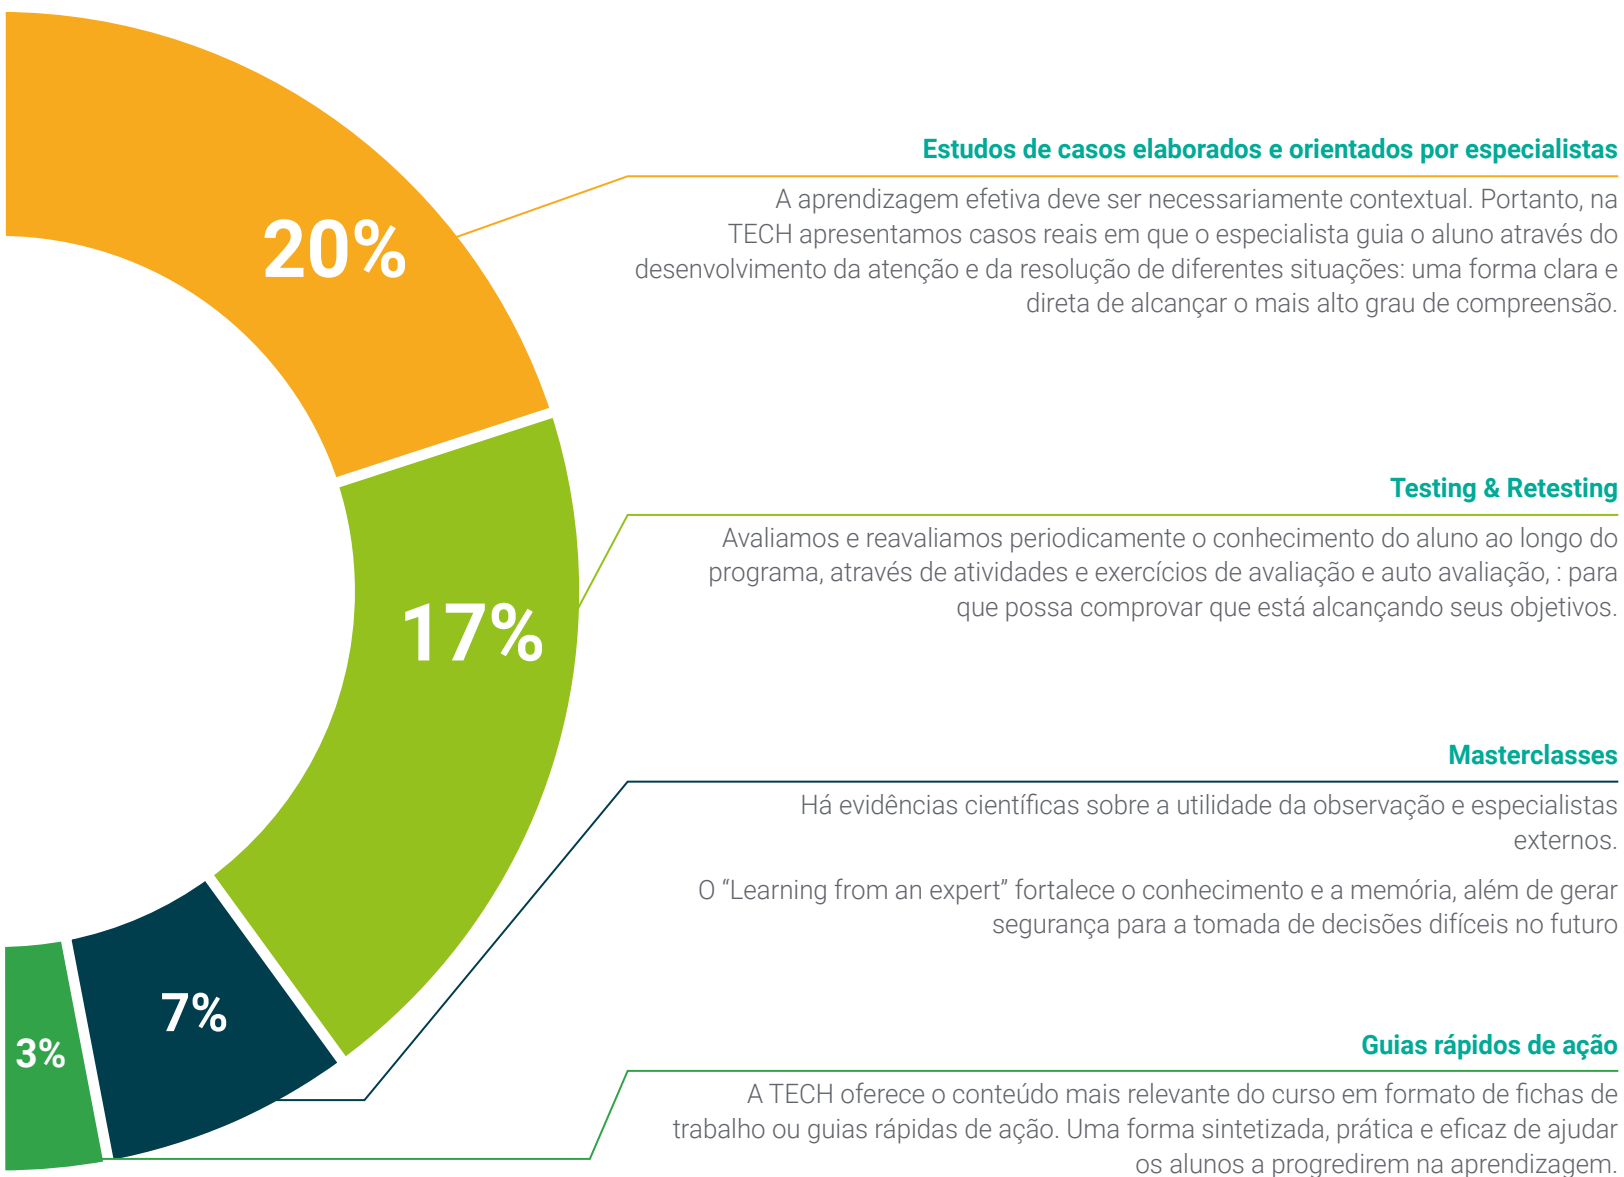 20%
Estudos de casos elaborados e orientados por especialistas
A aprendizagem efetiva deve ser necessariamente contextual. Portanto, na
TECH apresentamos casos reais em que o especialista guia o aluno através do
desenvolvimento da atenção e da resolução de diferentes situações: uma forma clara e
direta de alcançar o mais alto grau de compreensão.
17%
Testing & Retesting
Avaliamos e reavaliamos periodicamente o conhecimento do aluno ao longo do
programa, através de atividades e exercícios de avaliação e auto avaliação, : para
que possa comprovar que está alcançando seus objetivos.
7%
Masterclasses
Há evidências científicas sobre a utilidade da observação e especialistas
externos.
O “Learning from an expert” fortalece o conhecimento e a memória, além de gerar
segurança para a tomada de decisões difíceis no futuro
3%
Guias rápidos de ação
A TECH oferece o conteúdo mais relevante do curso em formato de fichas de
trabalho ou guias rápidas de ação. Uma forma sintetizada, prática e eficaz de ajudar
os alunos a progredirem na aprendizagem.